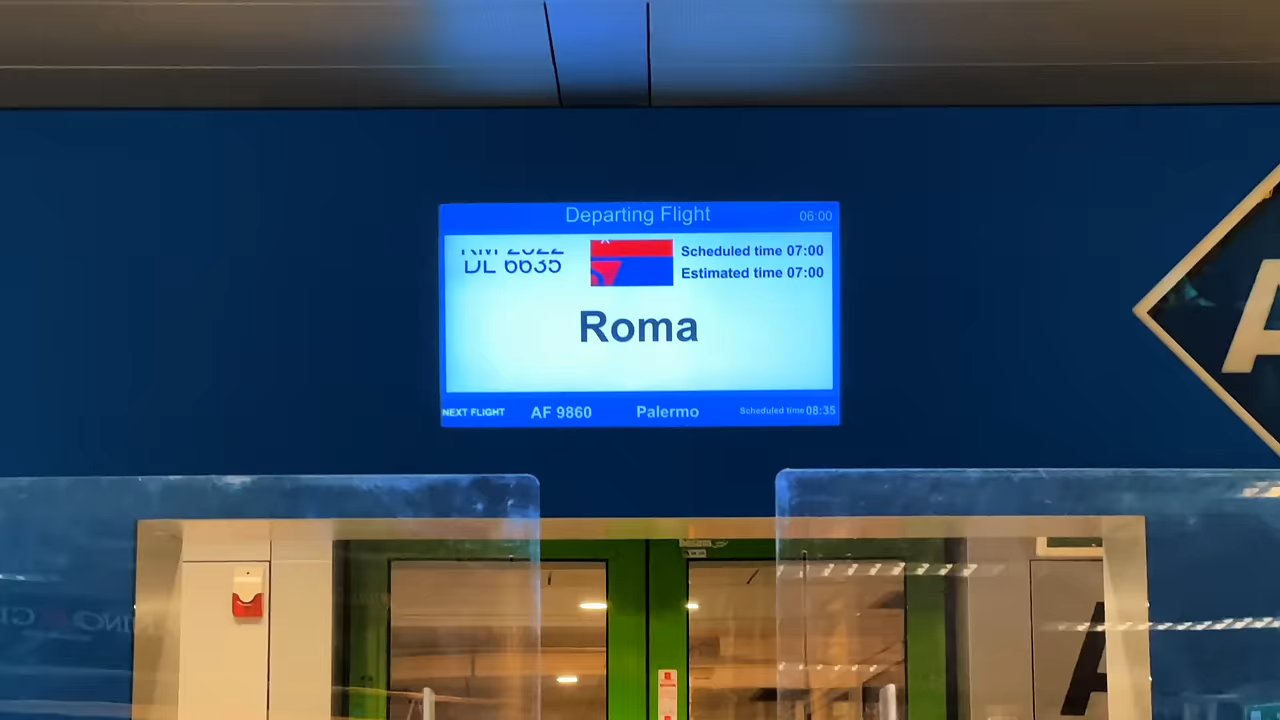 Departing Flight 06:00
DL 6635
Scheduled time 07:00
Estimated time 07:00
Roma
NEXT FLIGHT AF 9860 Palermo Scheduled time 08:35
A
A